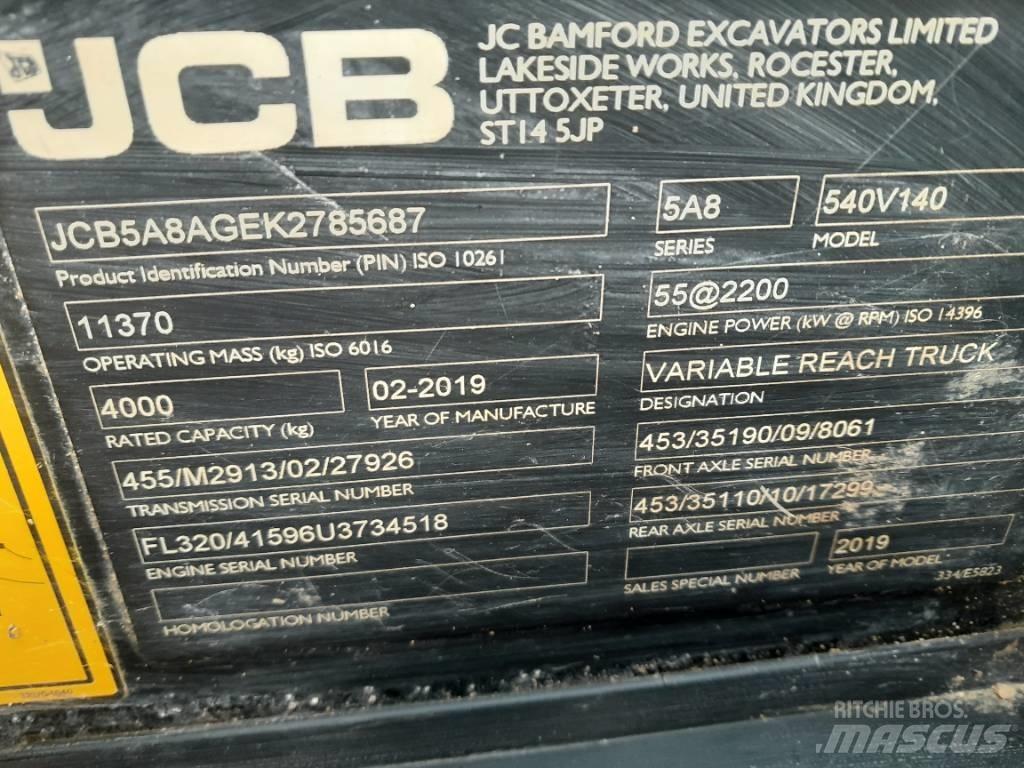 JCB
JC BAMFORD EXCAVATORS LIMITED
LAKESIDE WORKS, ROCESTER,
UTTOXETER, UNITED KINGDOM,
ST14 5JP
JCB5A8AGEK2785687
Product Identification Number (PIN) ISO 10261
5A8
SERIES
540V140
MODEL
11370
OPERATING MASS (kg) ISO 6016
55@2200
ENGINE POWER (kW @ RPM) ISO 14396
4000
RATED CAPACITY (kg)
02-2019
YEAR OF MANUFACTURE
VARIABLE REACH TRUCK
DESIGNATION
455/M2913/02/27926
TRANSMISSION SERIAL NUMBER
453/35190/09/8061
FRONT AXLE SERIAL NUMBER
FL320/41596U3734518
ENGINE SERIAL NUMBER
453/35110/10/17299
REAR AXLE SERIAL NUMBER
HOMOLOGATION NUMBER
SALES SPECIAL NUMBER
2019
YEAR OF MODEL
334/E5823
RITCHIE BROS.
MASCUS